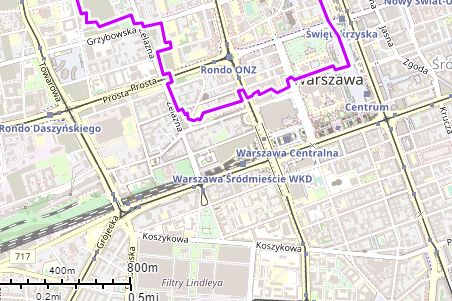 Nowy Świat-U
Grzybowska
Żelazna
Świętokrzyska
Jasna
Zgoda
Śró
Rondo ONZ
Towarowa
Prosta
Prosta
Warszawa
Centrum
Krucza
Rondo Daszyńskiego
Żelazna
Warszawa Centralna
Warszawa Śródmieście WKD
Grójecka
Koszykowa
Koszykowa
717
400m
800m
Filtry Lindleya
0.2mi
0.5mi